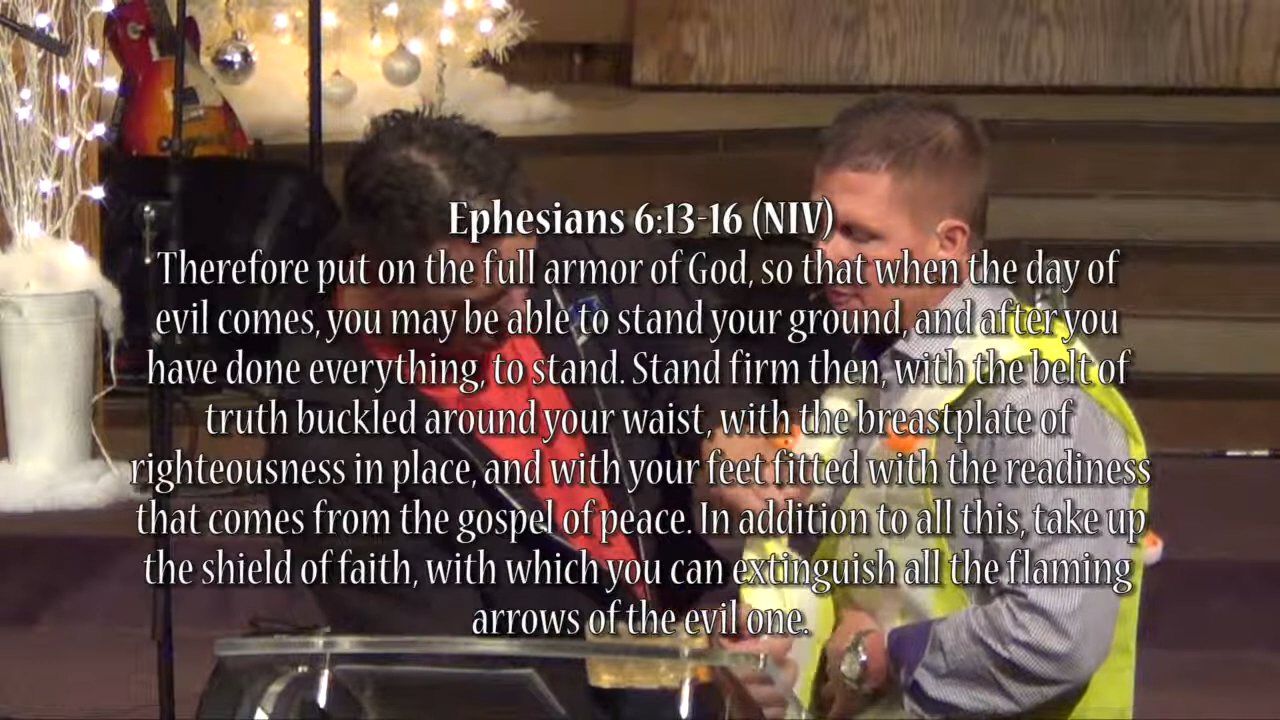 Ephesians 6:13-16 (NIV)
Therefore put on the full armor of God, so that when the day of
evil comes, you may be able to stand your ground, and after you
have done everything, to stand. Stand firm then, with the belt of
truth buckled around your waist, with the breastplate of
righteousness in place, and with your feet fitted with the readiness
that comes from the gospel of peace. In addition to all this, take up
the shield of faith, with which you can extinguish all the flaming
arrows of the evil one.